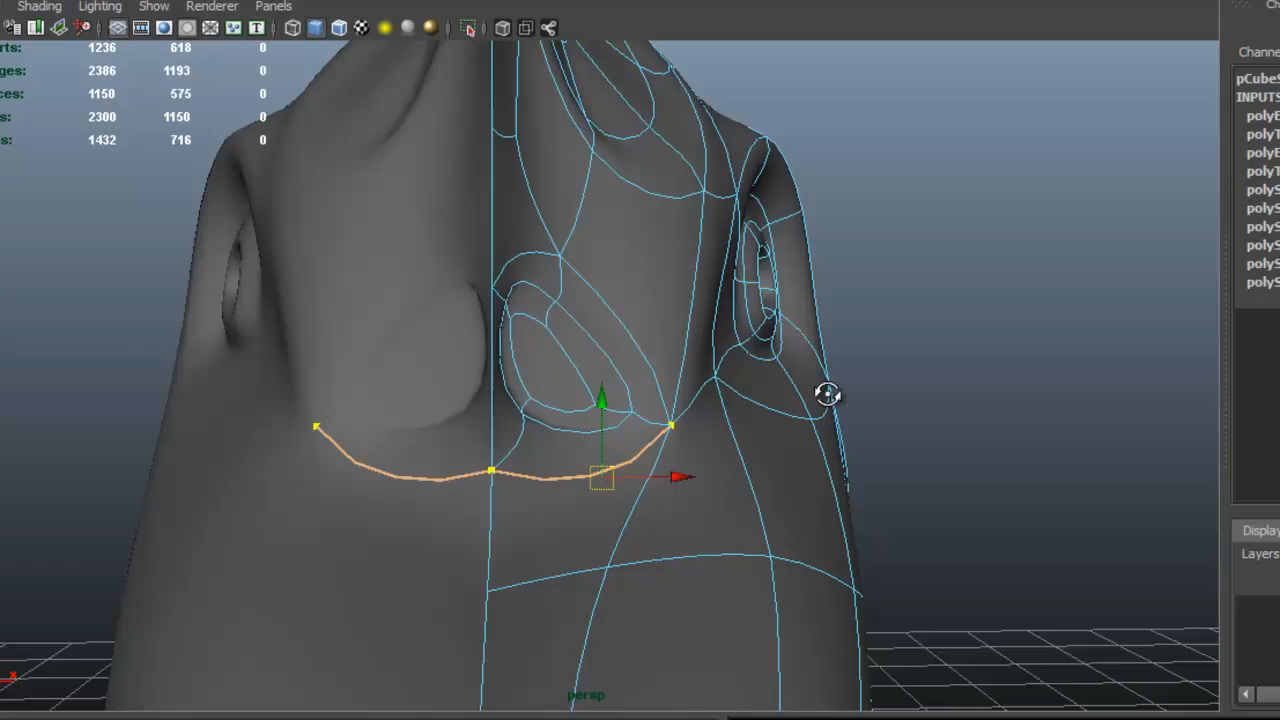 Shading Lighting Show Renderer Panels
rts: 1236 618 0
ges: 2386 1193 0
ces: 1150 575 0
s: 2300 1150 0
s: 1432 716 0
Ch
Channe
pCubeS
INPUTS
polyE
polyT
polyE
polyT
polyS
polyS
polyS
polyS
polyS
polyS
Display
Layers
persp
x